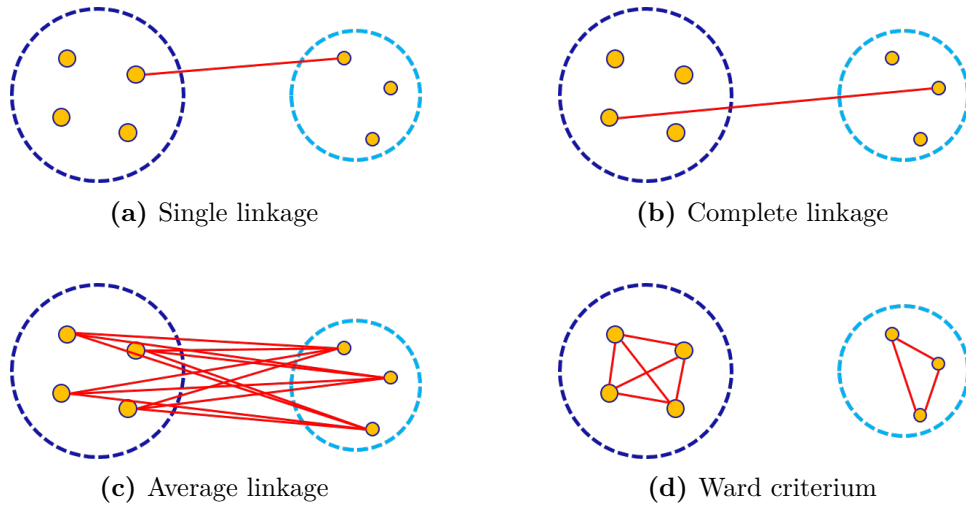 (a) Single linkage
(b) Complete linkage
(c) Average linkage
(d) Ward criterium